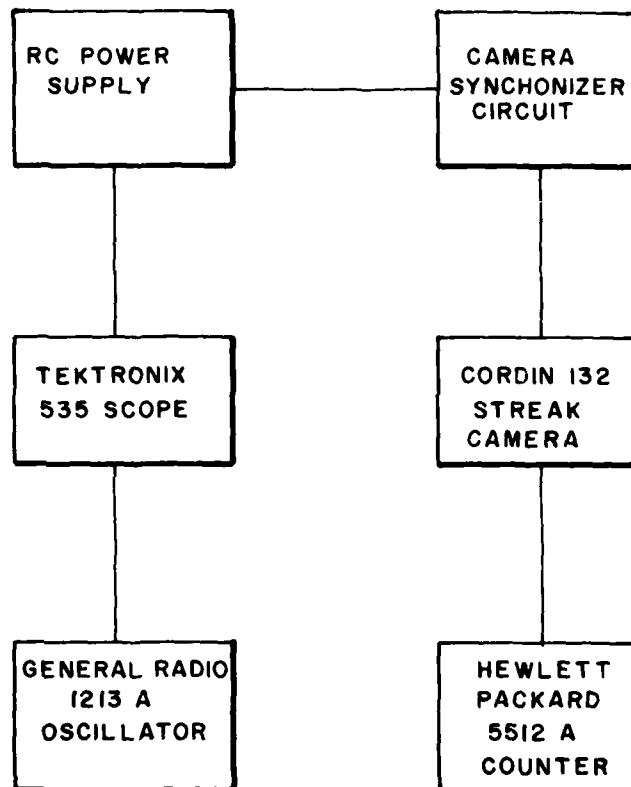 RC POWER
SUPPLY
CAMERA
SYNCHONIZER
CIRCUIT
TEKTRONIX
535 SCOPE
CORDIN 132
STREAK
CAMERA
GENERAL RADIO
1213 A
OSCILLATOR
HEWLETT
PACKARD
5512 A
COUNTER